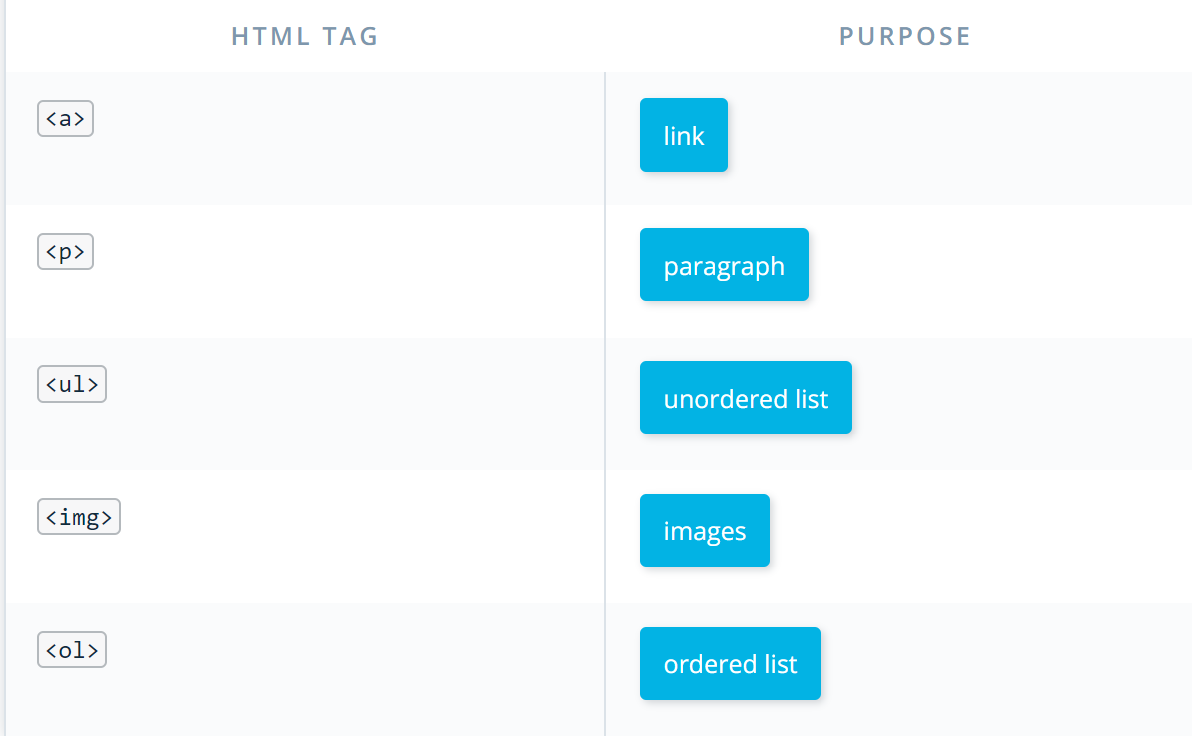 HTML TAG PURPOSE
<a> link
<p> paragraph
<ul> unordered list
<img> images
<ol> ordered list